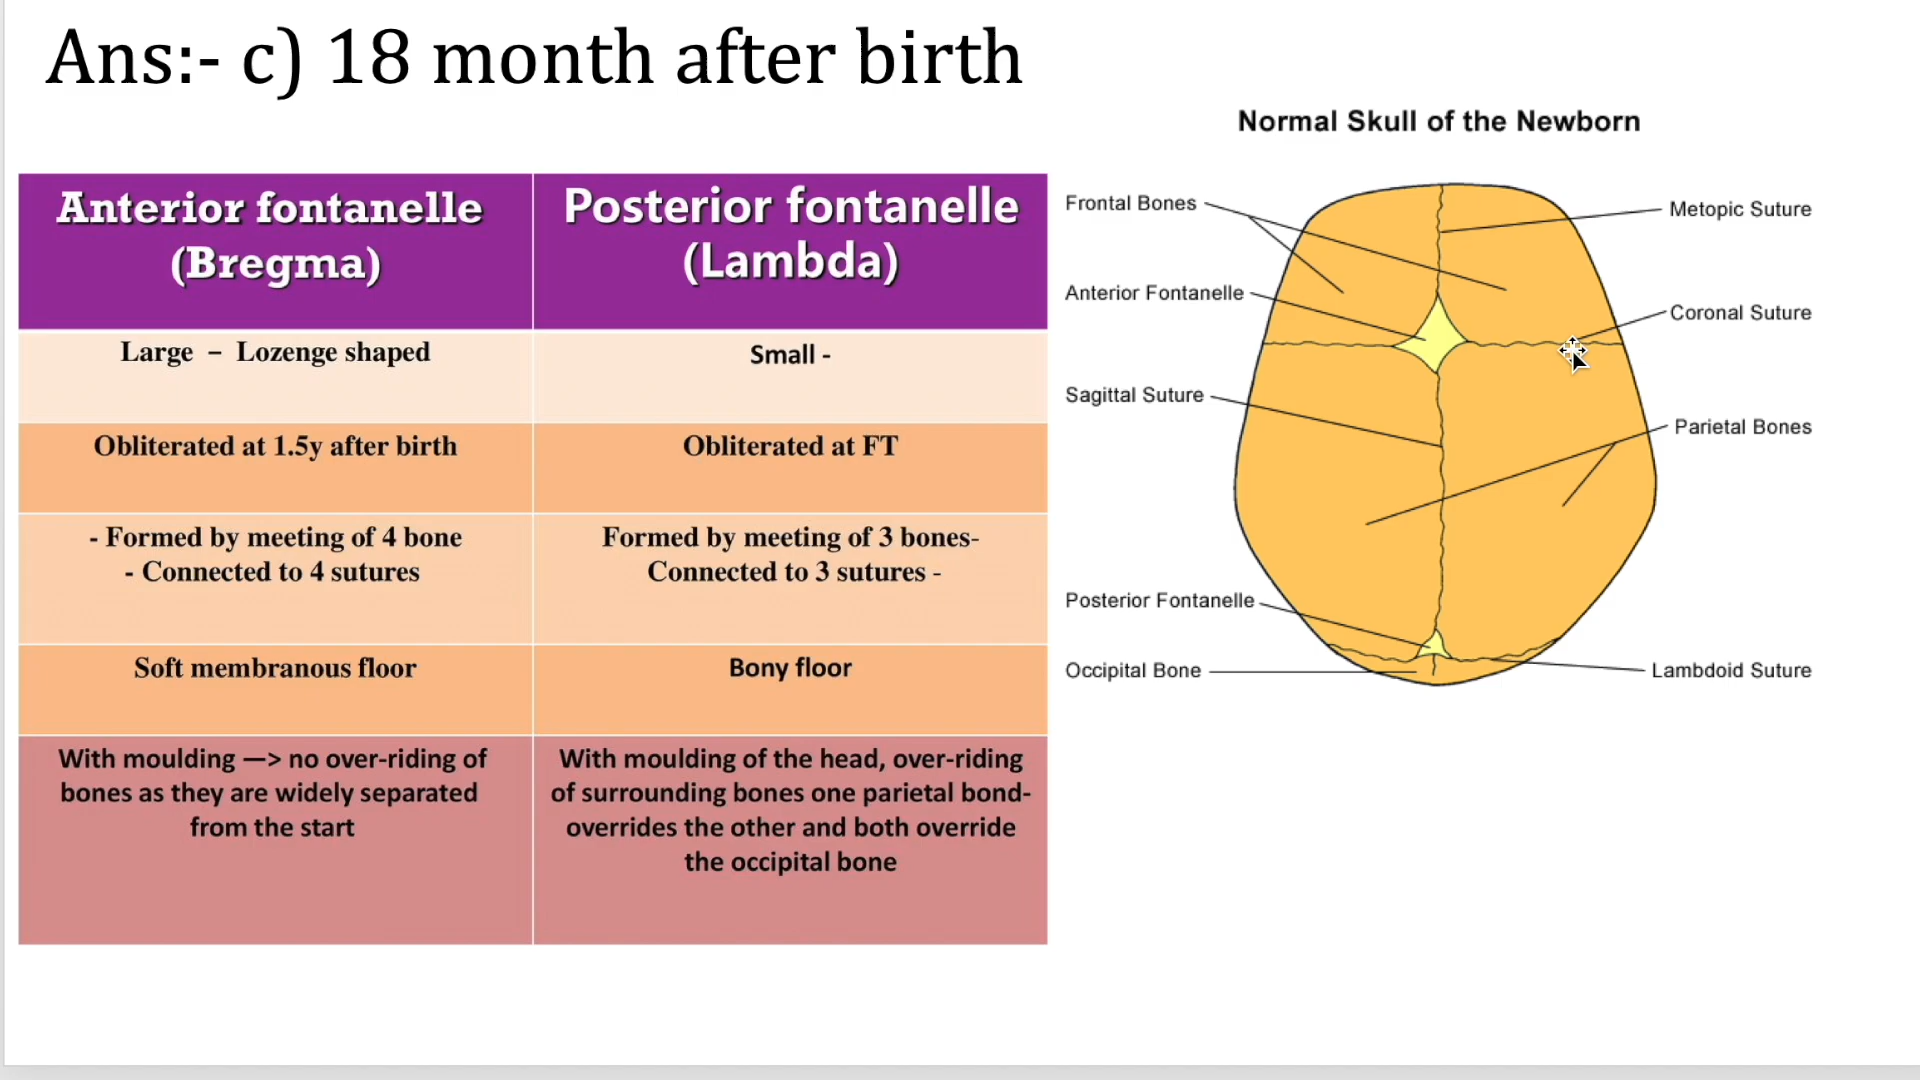 Ans:- c) 18 month after birth
Anterior fontanelle
(Bregma)
Posterior fontanelle
(Lambda)
Large – Lozenge shaped
Small -
Obliterated at 1.5y after birth
Obliterated at FT
- Formed by meeting of 4 bone
- Connected to 4 sutures
Formed by meeting of 3 bones-
Connected to 3 sutures -
Soft membranous floor
Bony floor
With moulding —> no over-riding of
bones as they are widely separated
from the start
With moulding of the head, over-riding
of surrounding bones one parietal bond-
overrides the other and both override
the occipital bone
Normal Skull of the Newborn
Frontal Bones
Metopic Suture
Anterior Fontanelle
Coronal Suture
Sagittal Suture
Parietal Bones
Posterior Fontanelle
Occipital Bone
Lambdoid Suture